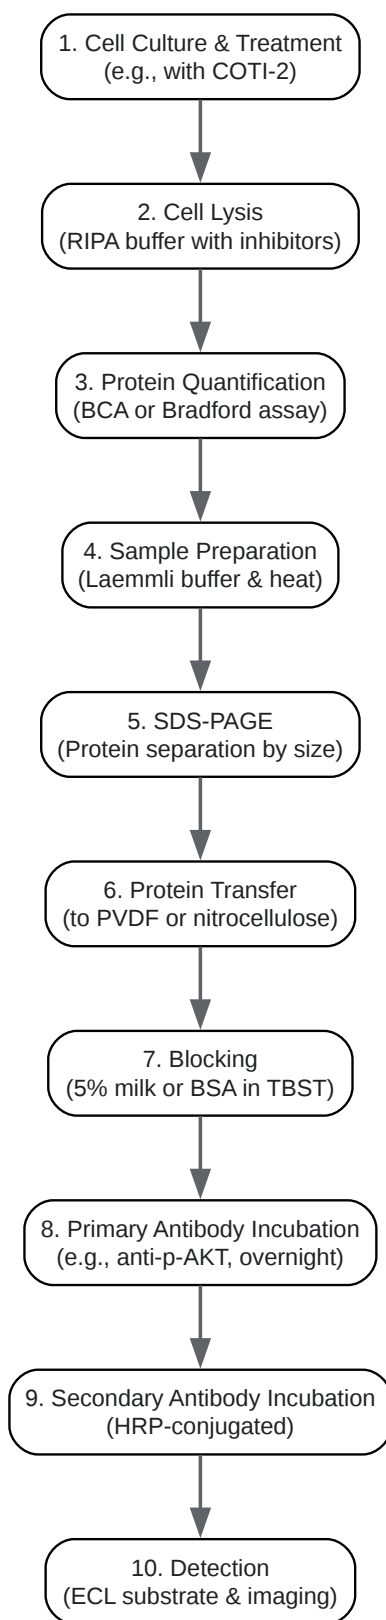 1. Cell Culture & Treatment
(e.g., with COTI-2)
2. Cell Lysis
(RIPA buffer with inhibitors)
3. Protein Quantification
(BCA or Bradford assay)
4. Sample Preparation
(Laemmli buffer & heat)
5. SDS-PAGE
(Protein separation by size)
6. Protein Transfer
(to PVDF or nitrocellulose)
7. Blocking
(5% milk or BSA in TBST)
8. Primary Antibody Incubation
(e.g., anti-p-AKT, overnight)
9. Secondary Antibody Incubation
(HRP-conjugated)
10. Detection
(ECL substrate & imaging)